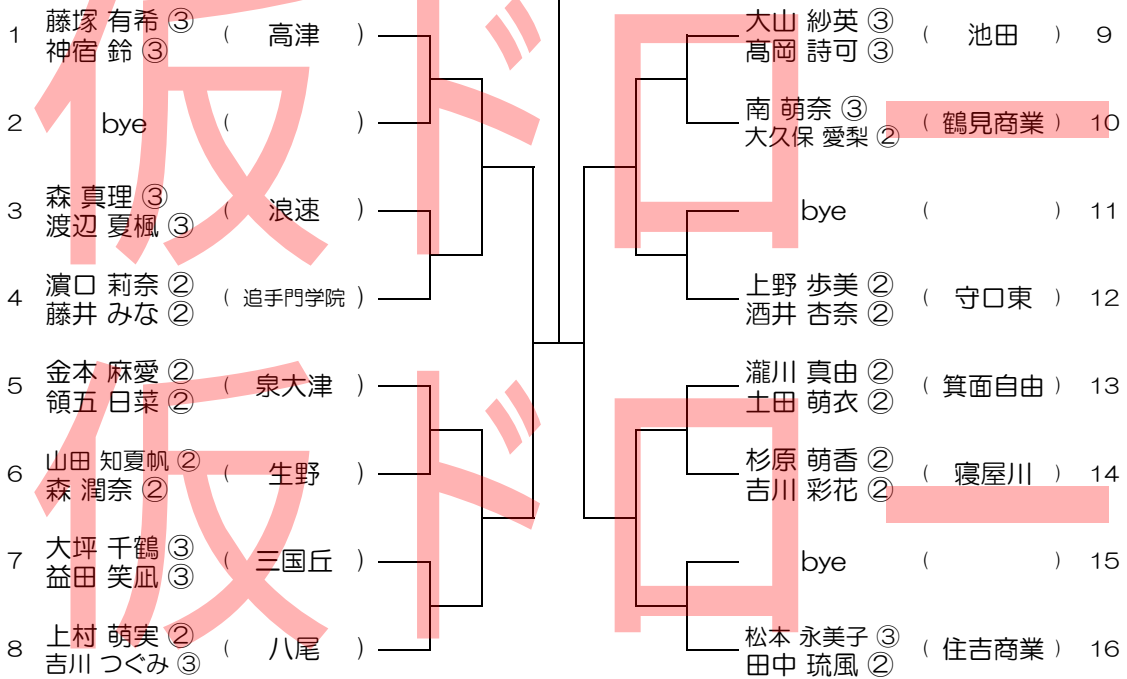 1 藤塚 有希 ③ ( 高津 )
神宿 鈴 ③
2 bye ( )
3 森 真理 ③ ( 浪速 )
渡辺 夏楓 ③
4 濵口 莉奈 ② ( 追手門学院 )
藤井 みな ②
5 金本 麻愛 ② ( 泉大津 )
領五 日菜 ②
6 山田 知夏帆 ② ( 生野 )
森 潤奈 ②
7 大坪 千鶴 ③ ( 三国丘 )
益田 笑凪 ③
8 上村 萌実 ② ( 八尾 )
吉川 つぐみ ③
大山 紗英 ③ ( 池田 ) 9
髙岡 詩可 ③
南 萌奈 ③ ( 鶴見商業 ) 10
大久保 愛梨 ②
bye ( ) 11
上野 歩美 ② ( 守口東 ) 12
酒井 杏奈 ②
瀧川 真由 ② ( 箕面自由 ) 13
土田 萌衣 ②
杉原 萌香 ② ( 寝屋川 ) 14
吉川 彩花 ②
bye ( ) 15
松本 永美子 ③ ( 住吉商業 ) 16
田中 琉風 ②
仮ドロー
仮ドロー